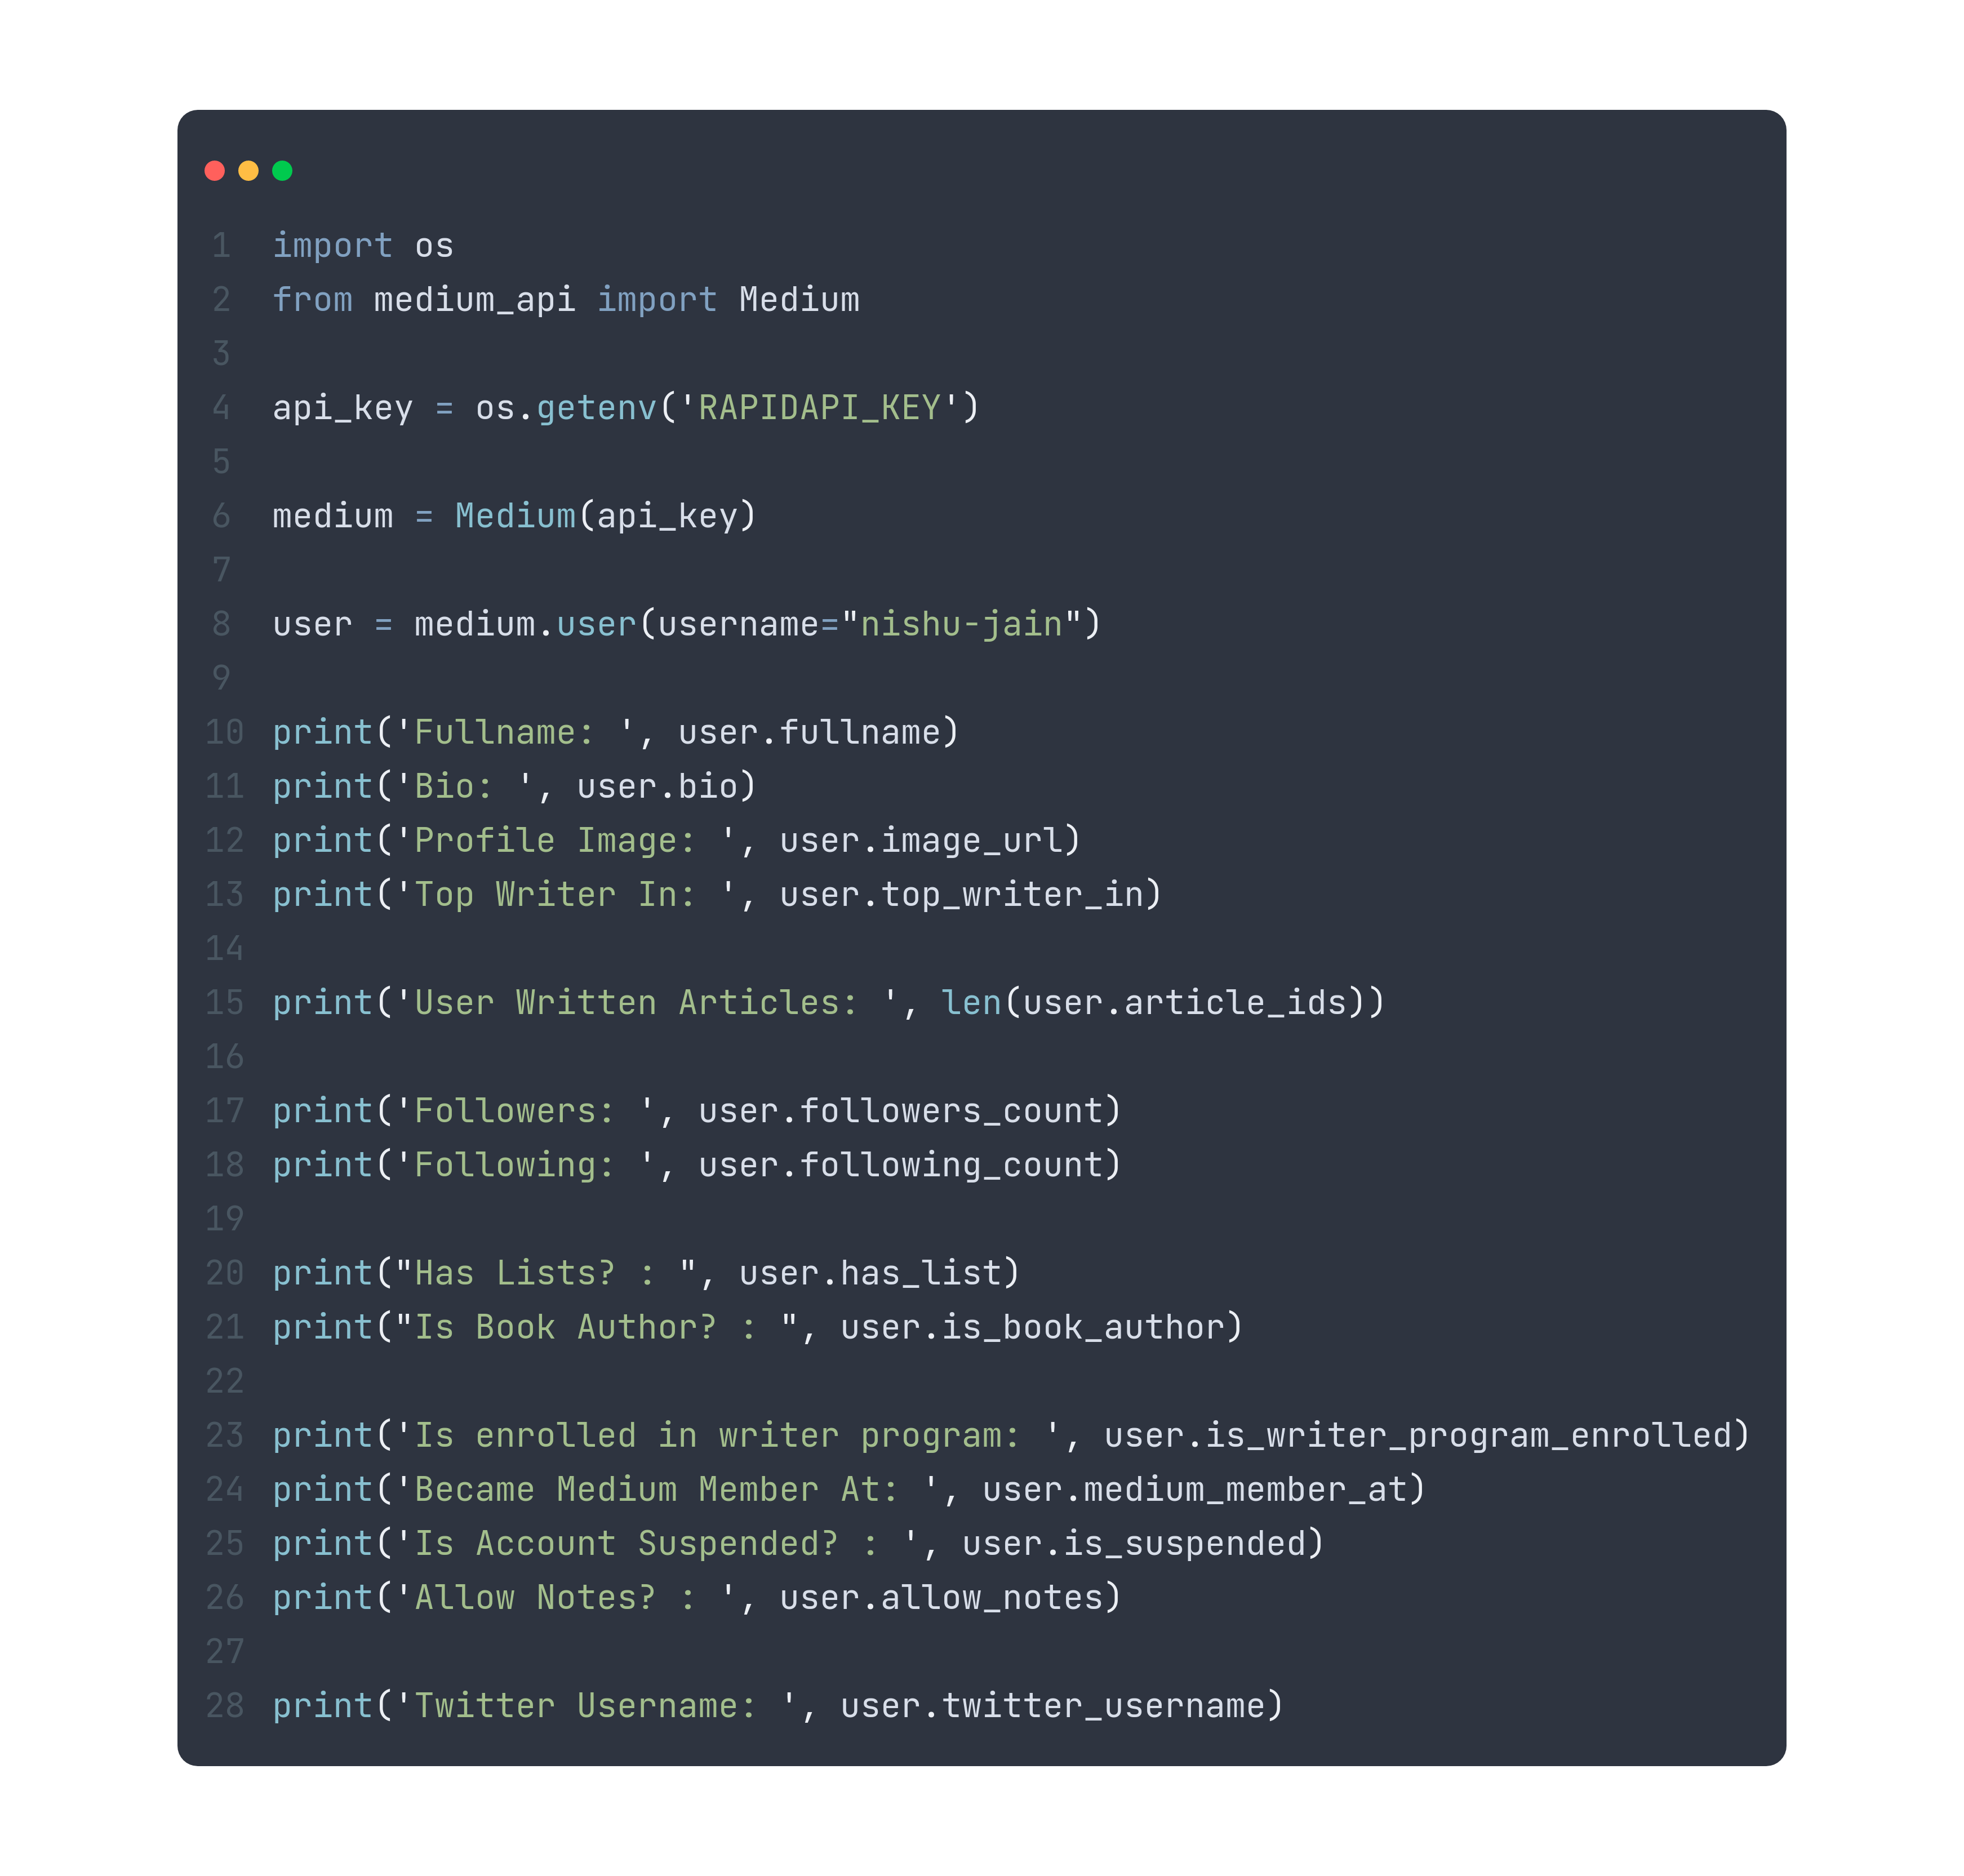 1 import os
2 from medium_api import Medium
3
4 api_key = os.getenv('RAPIDAPI_KEY')
5
6 medium = Medium(api_key)
7
8 user = medium.user(username="nishu-jain")
9
10 print('Fullname: ', user.fullname)
11 print('Bio: ', user.bio)
12 print('Profile Image: ', user.image_url)
13 print('Top Writer In: ', user.top_writer_in)
14
15 print('User Written Articles: ', len(user.article_ids))
16
17 print('Followers: ', user.followers_count)
18 print('Following: ', user.following_count)
19
20 print("Has Lists? : ", user.has_list)
21 print("Is Book Author? : ", user.is_book_author)
22
23 print('Is enrolled in writer program: ', user.is_writer_program_enrolled)
24 print('Became Medium Member At: ', user.medium_member_at)
25 print('Is Account Suspended? : ', user.is_suspended)
26 print('Allow Notes? : ', user.allow_notes)
27
28 print('Twitter Username: ', user.twitter_username)